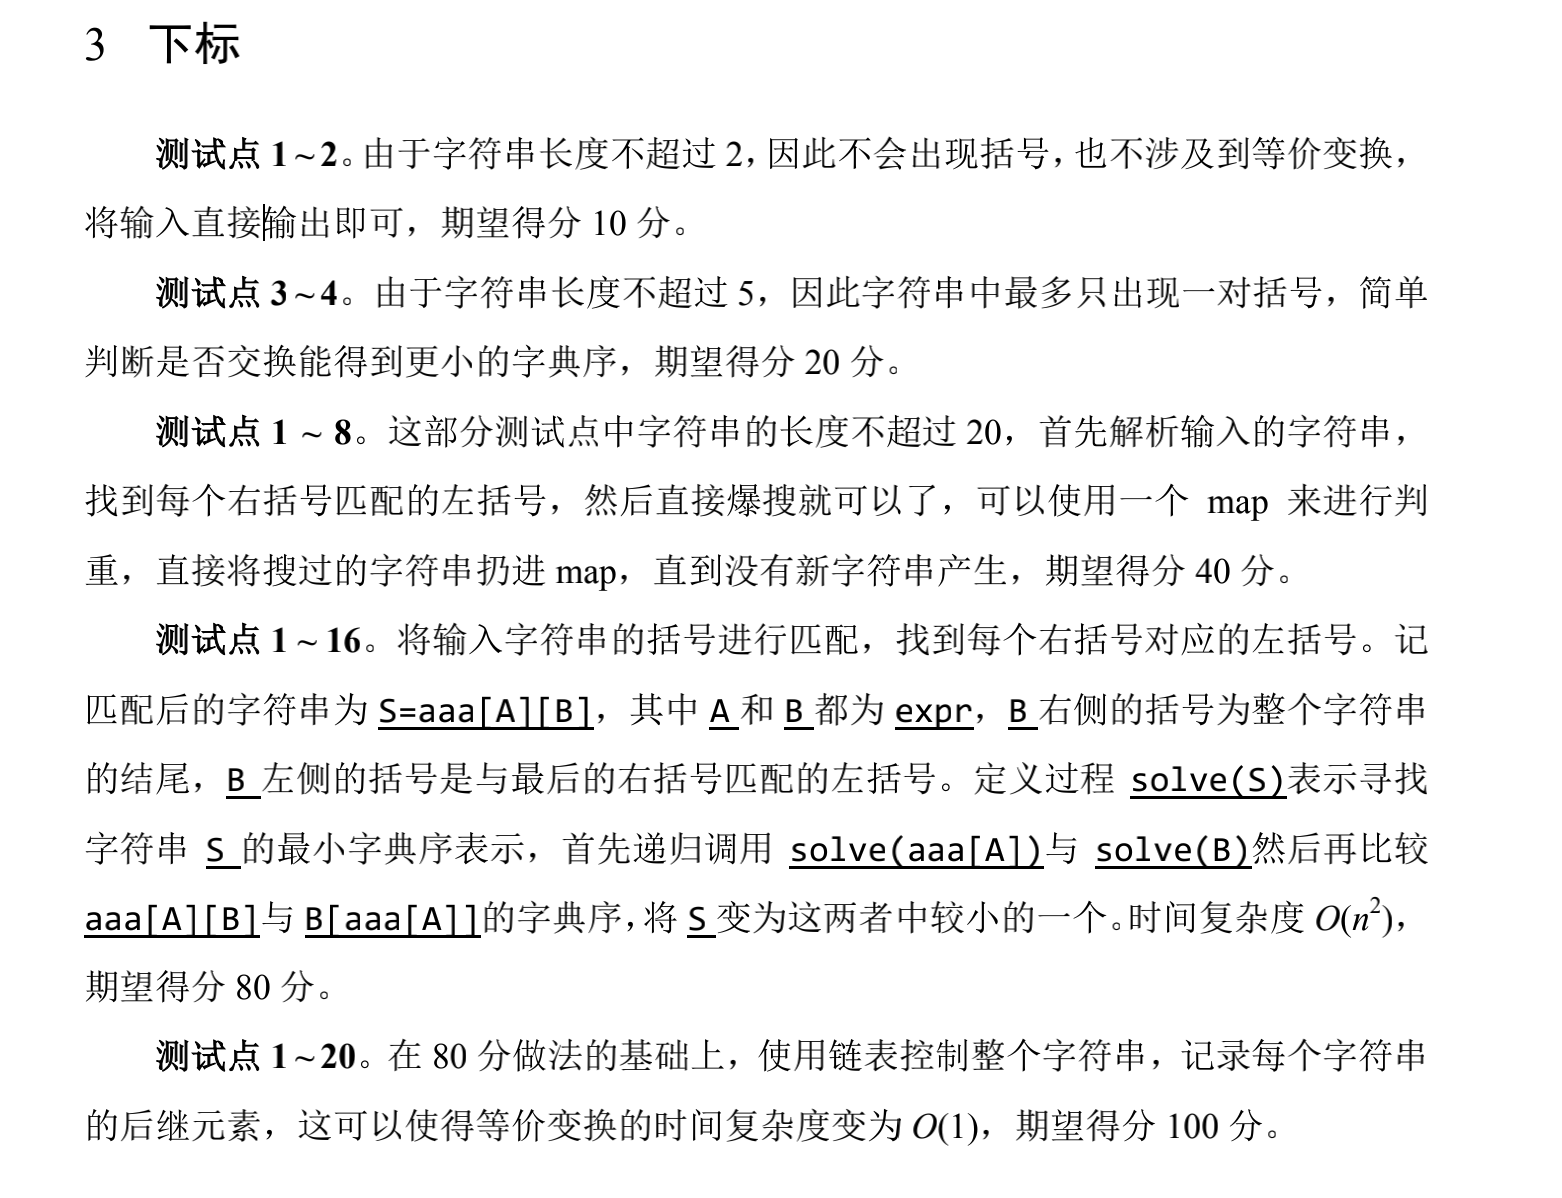 3 下标
测试点 1～2。由于字符串长度不超过 2，因此不会出现括号，也不涉及到等价变换，
将输入直接输出即可，期望得分 10 分。
测试点 3～4。由于字符串长度不超过 5，因此字符串中最多只出现一对括号，简单
判断是否交换能得到更小的字典序，期望得分 20 分。
测试点 1 ~ 8。这部分测试点中字符串的长度不超过 20，首先解析输入的字符串，
找到每个右括号匹配的左括号，然后直接爆搜就可以了，可以使用一个 map 来进行判
重，直接将搜过的字符串扔进 map，直到没有新字符串产生，期望得分 40 分。
测试点 1 ~ 16。将输入字符串的括号进行匹配，找到每个右括号对应的左括号。记
匹配后的字符串为 S=aaa[A][B]，其中 A 和 B 都为 expr，B 右侧的括号为整个字符串
的结尾，B 左侧的括号是与最后的右括号匹配的左括号。定义过程 solve(S)表示寻找
字符串 S 的最小字典序表示，首先递归调用 solve(aaa[A])与 solve(B)然后再比较
aaa[A][B]与 B[aaa[A]]的字典序，将 S 变为这两者中较小的一个。时间复杂度 O(n²)，
期望得分 80 分。
测试点 1～20。在 80 分做法的基础上，使用链表控制整个字符串，记录每个字符串
的后继元素，这可以使得等价变换的时间复杂度变为 O(1)，期望得分 100 分。